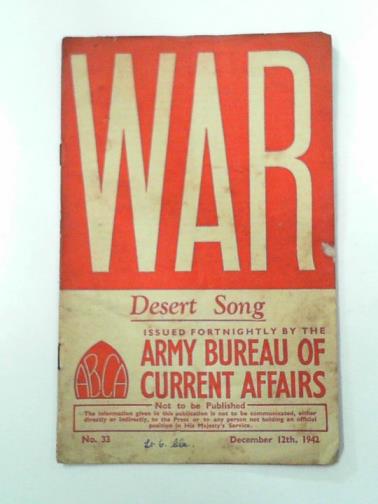 WAR
Desert Song
ISSUED FORTNIGHTLY BY THE
ARMY BUREAU OF
CURRENT AFFAIRS
ABCA
Not to be Published
The information given in this publication is not to be communicated, either
directly or indirectly, to the Press or to any person not holding an official
position in His Majesty's Service.
No. 33
December 12th, 1942